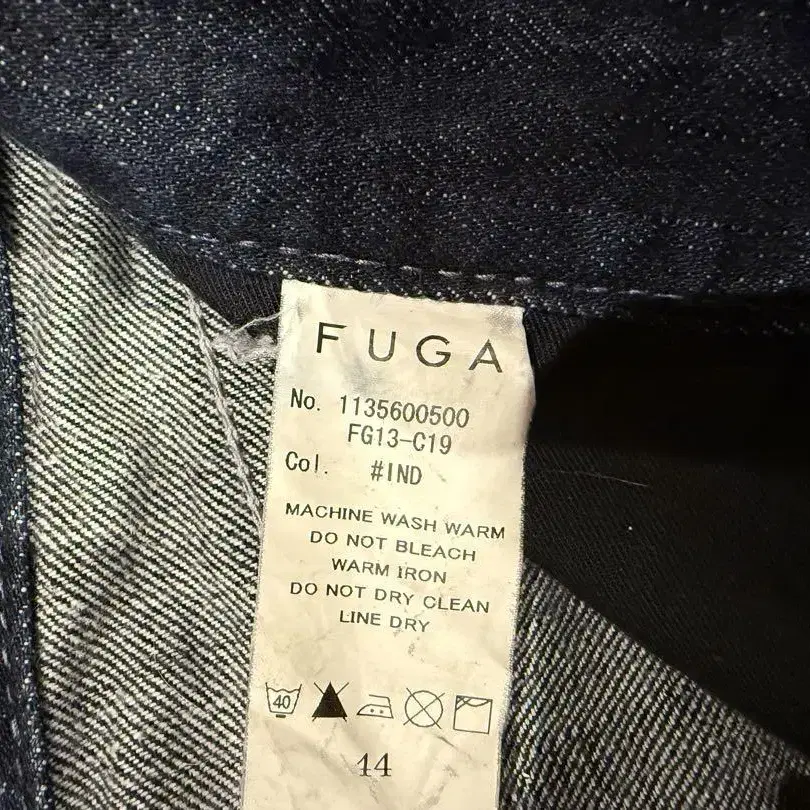 FUGA
No. 1135600500
FG13-C19
Col. #IND
MACHINE WASH WARM
DO NOT BLEACH
WARM IRON
DO NOT DRY CLEAN
LINE DRY
40
44